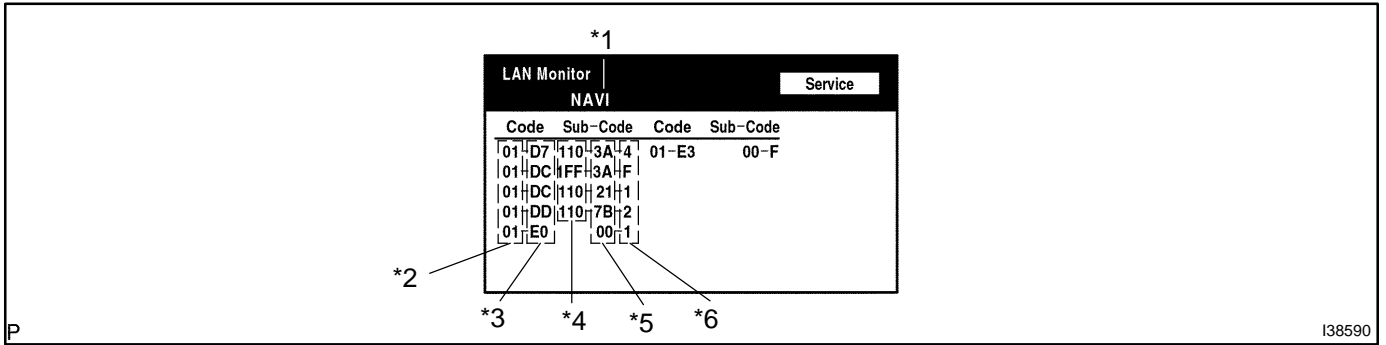 *1
LAN Monitor
Service
NAVI
Code Sub-Code Code Sub-Code
01-D7 110-3A-4 01-E3 00-F
01-DC 1FF-3A-F
01-DC 110-21-1
01-DD 110-7B-2
01-E0 00-1
*2
*3 *4 *5 *6
P
I38590